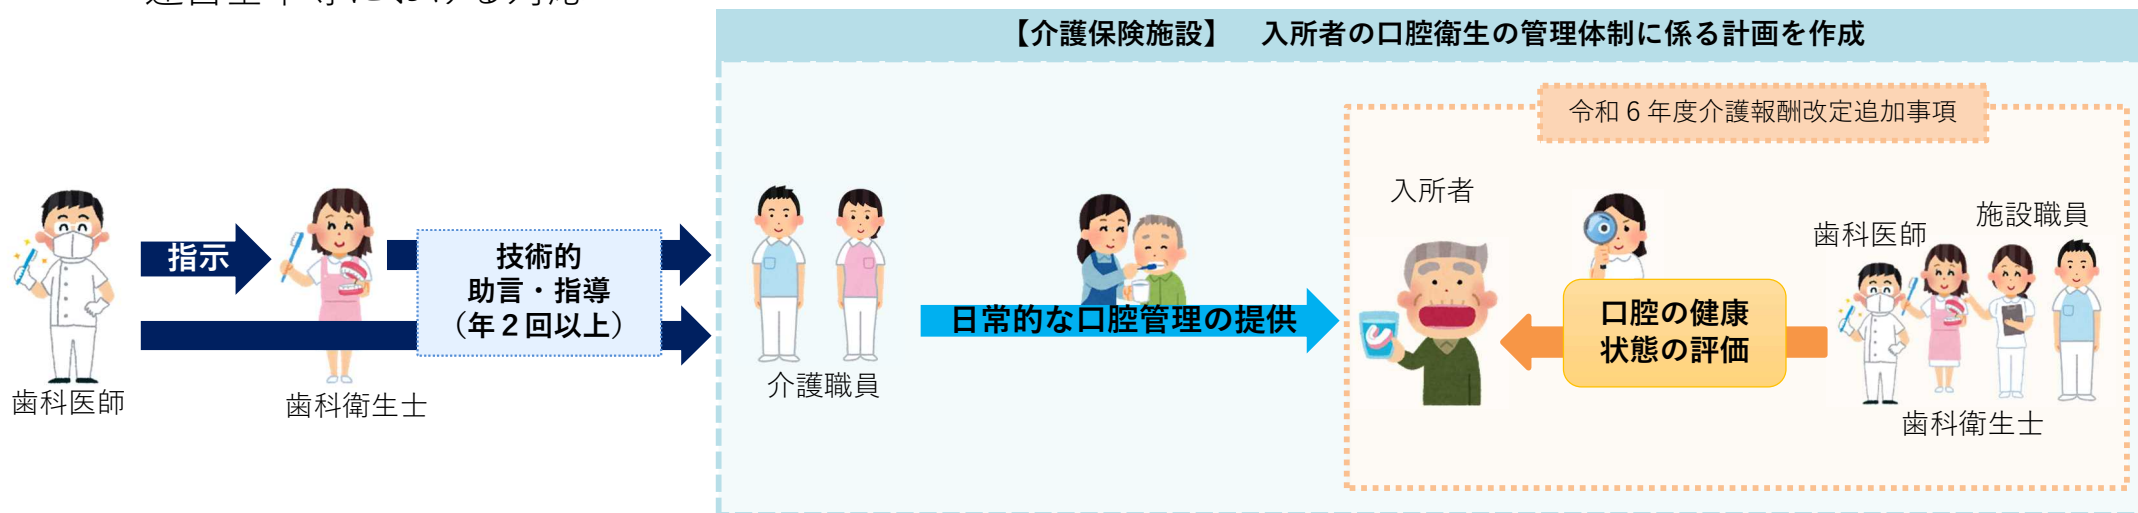 【介護保険施設】　入所者の口腔衛生の管理体制に係る計画を作成
令和６年度介護報酬改定追加事項
指示
技術的
助言・指導
（年２回以上）
歯科医師
歯科衛生士
介護職員
日常的な口腔管理の提供
入所者
口腔の健康
状態の評価
歯科医師
施設職員
歯科衛生士